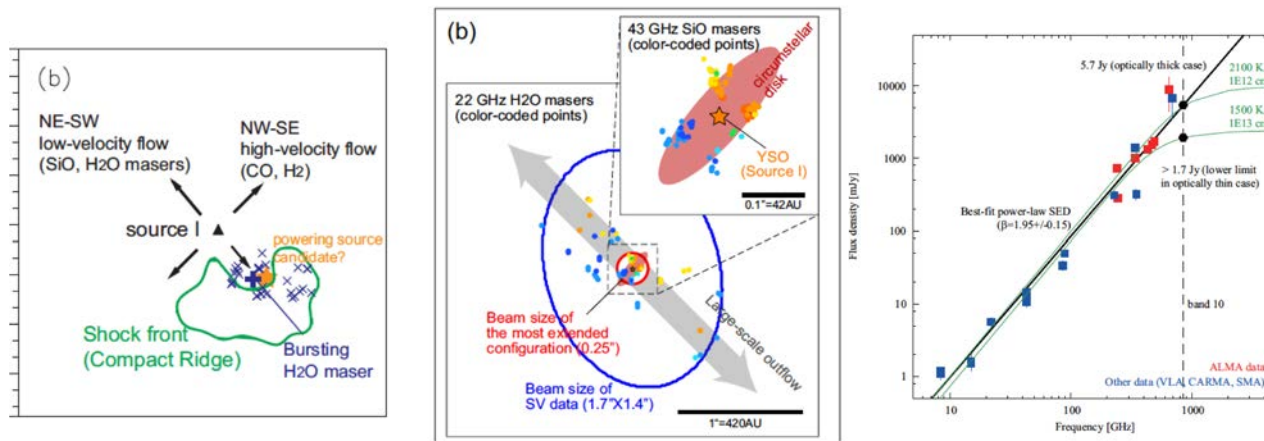 (b)
NE-SW
low-velocity flow
(SiO, H2O masers)
NW-SE
high-velocity flow
(CO, H2)
source I
powering source
candidate?
Shock front
(Compact Ridge)
Bursting
H2O maser
(b)
43 GHz SiO masers
(color-coded points)
circumstellar
disk
YSO
(Source I)
0.1"=42AU
22 GHz H2O masers
(color-coded points)
Large-scale outflow
Beam size of
the most extended
configuration (0.25")
Beam size of
SV data (1.7"X1.4")
1"=420AU
Flux density [mJy]
10000
1000
100
10
1
5.7 Jy (optically thick case)
2100 K
1E12 cm
1500 K
1E13 cm
> 1.7 Jy (lower limit
in optically thin case)
Best-fit power-law SED
(β=1.95+/-0.15)
band 10
ALMA data
Other data (VLA, CARMA, SMA)
10
100
1000
Frequency [GHz]